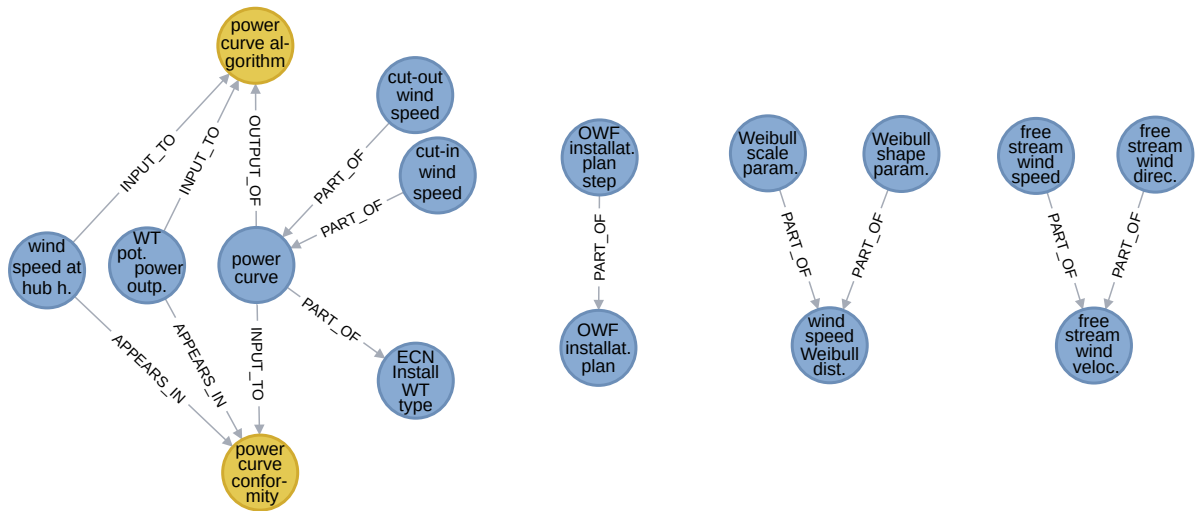 power
curve al-
gorithm
cut-out
wind
speed
cut-in
wind
speed
INPUT_TO
INPUT_TO
OUTPUT_OF
PART_OF
PART_OF
wind
speed at
hub h.
WT
pot.
power
outp.
power
curve
APPEARS_IN
APPEARS_IN
INPUT_TO
PART_OF
ECN
Install
WT
type
power
curve
confor-
mity
OWF
installat.
plan
step
PART_OF
OWF
installat.
plan
Weibull
scale
param.
Weibull
shape
param.
PART_OF
PART_OF
wind
speed
Weibull
dist.
free
stream
wind
speed
free
stream
wind
direc.
PART_OF
PART_OF
free
stream
wind
veloc.